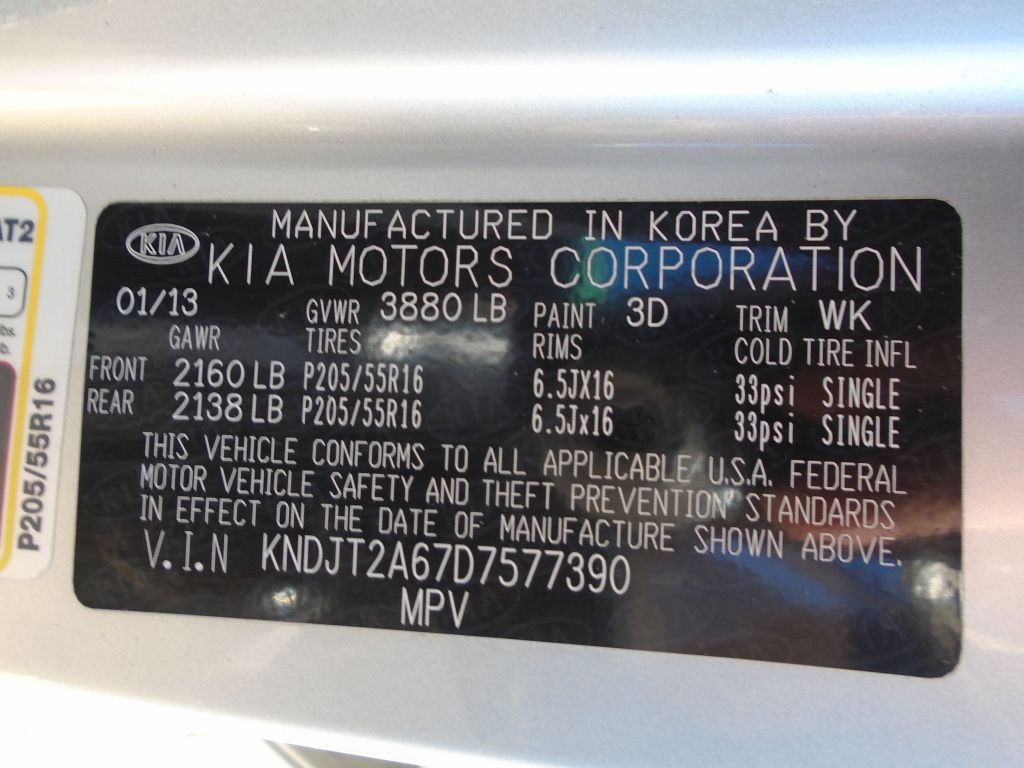 KIA
MANUFACTURED IN KOREA BY
KIA MOTORS CORPORATION
01/13 GVWR 3880 LB PAINT 3D TRIM WK
GAWR TIRES RIMS COLD TIRE INFL
FRONT 2160 LB P205/55R16 6.5JX16 33psi SINGLE
REAR 2138 LB P205/55R16 6.5Jx16 33psi SINGLE
THIS VEHICLE CONFORMS TO ALL APPLICABLE U.S.A. FEDERAL
MOTOR VEHICLE SAFETY AND THEFT PREVENTION STANDARDS
IN EFFECT ON THE DATE OF MANUFACTURE SHOWN ABOVE.
V.I.N KNDJT2A67D7577390
MPV
AT2
3
lbs.
b.
P205/55R16